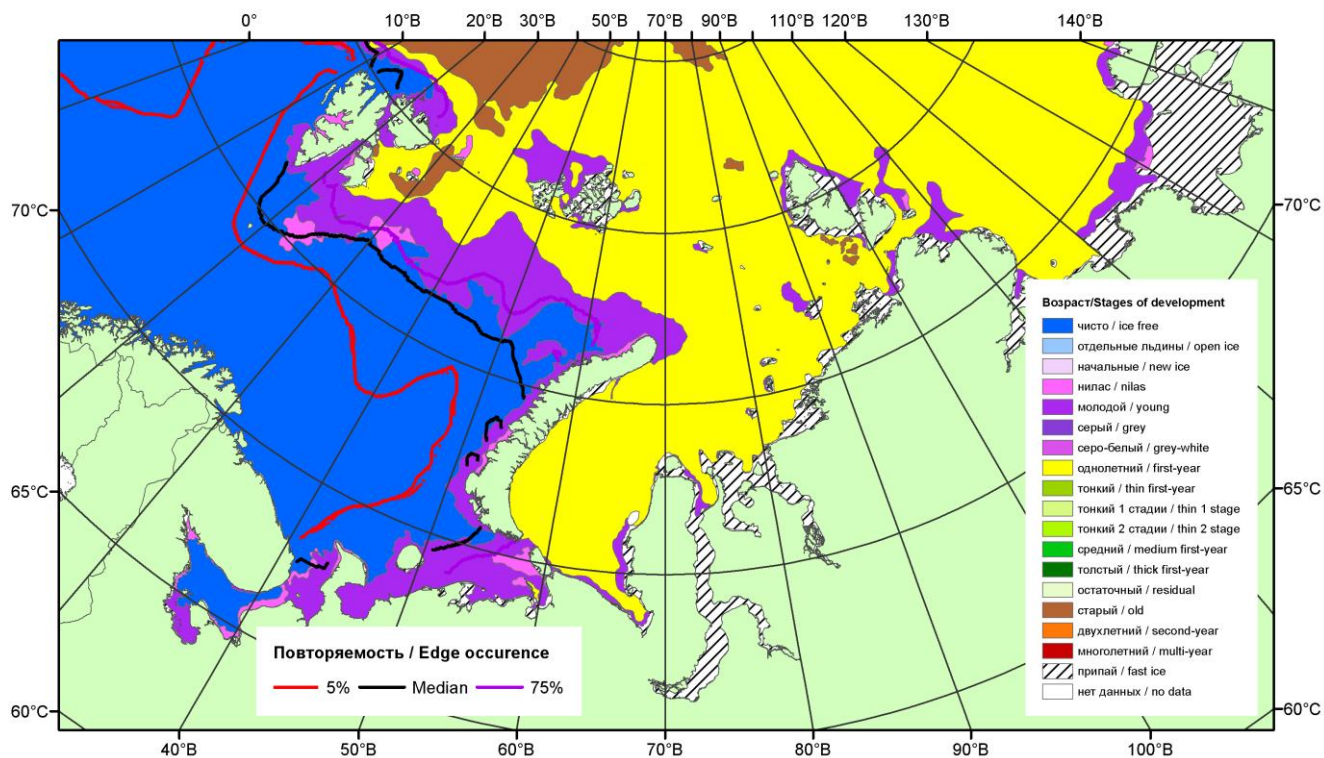 0° 10°В 20°В 30°В 50°В 70°В 90°В 110°В 120°В 130°В 140°В
70°С 70°С
65°С 65°С
60°С 60°С
Возраст/Stages of development
чисто / ice free
отдельные льдины / open ice
начальные / new ice
нилас / nilas
молодой / young
серый / grey
серо-белый / grey-white
однолетний / first-year
тонкий / thin first-year
тонкий 1 стадии / thin 1 stage
тонкий 2 стадии / thin 2 stage
средний / medium first-year
толстый / thick first-year
остаточный / residual
старый / old
двухлетний / second-year
многолетний / multi-year
припай / fast ice
нет данных / no data
Повторяемость / Edge occurence
5% Median 75%
40°В 50°В 60°В 70°В 80°В 90°В 100°В